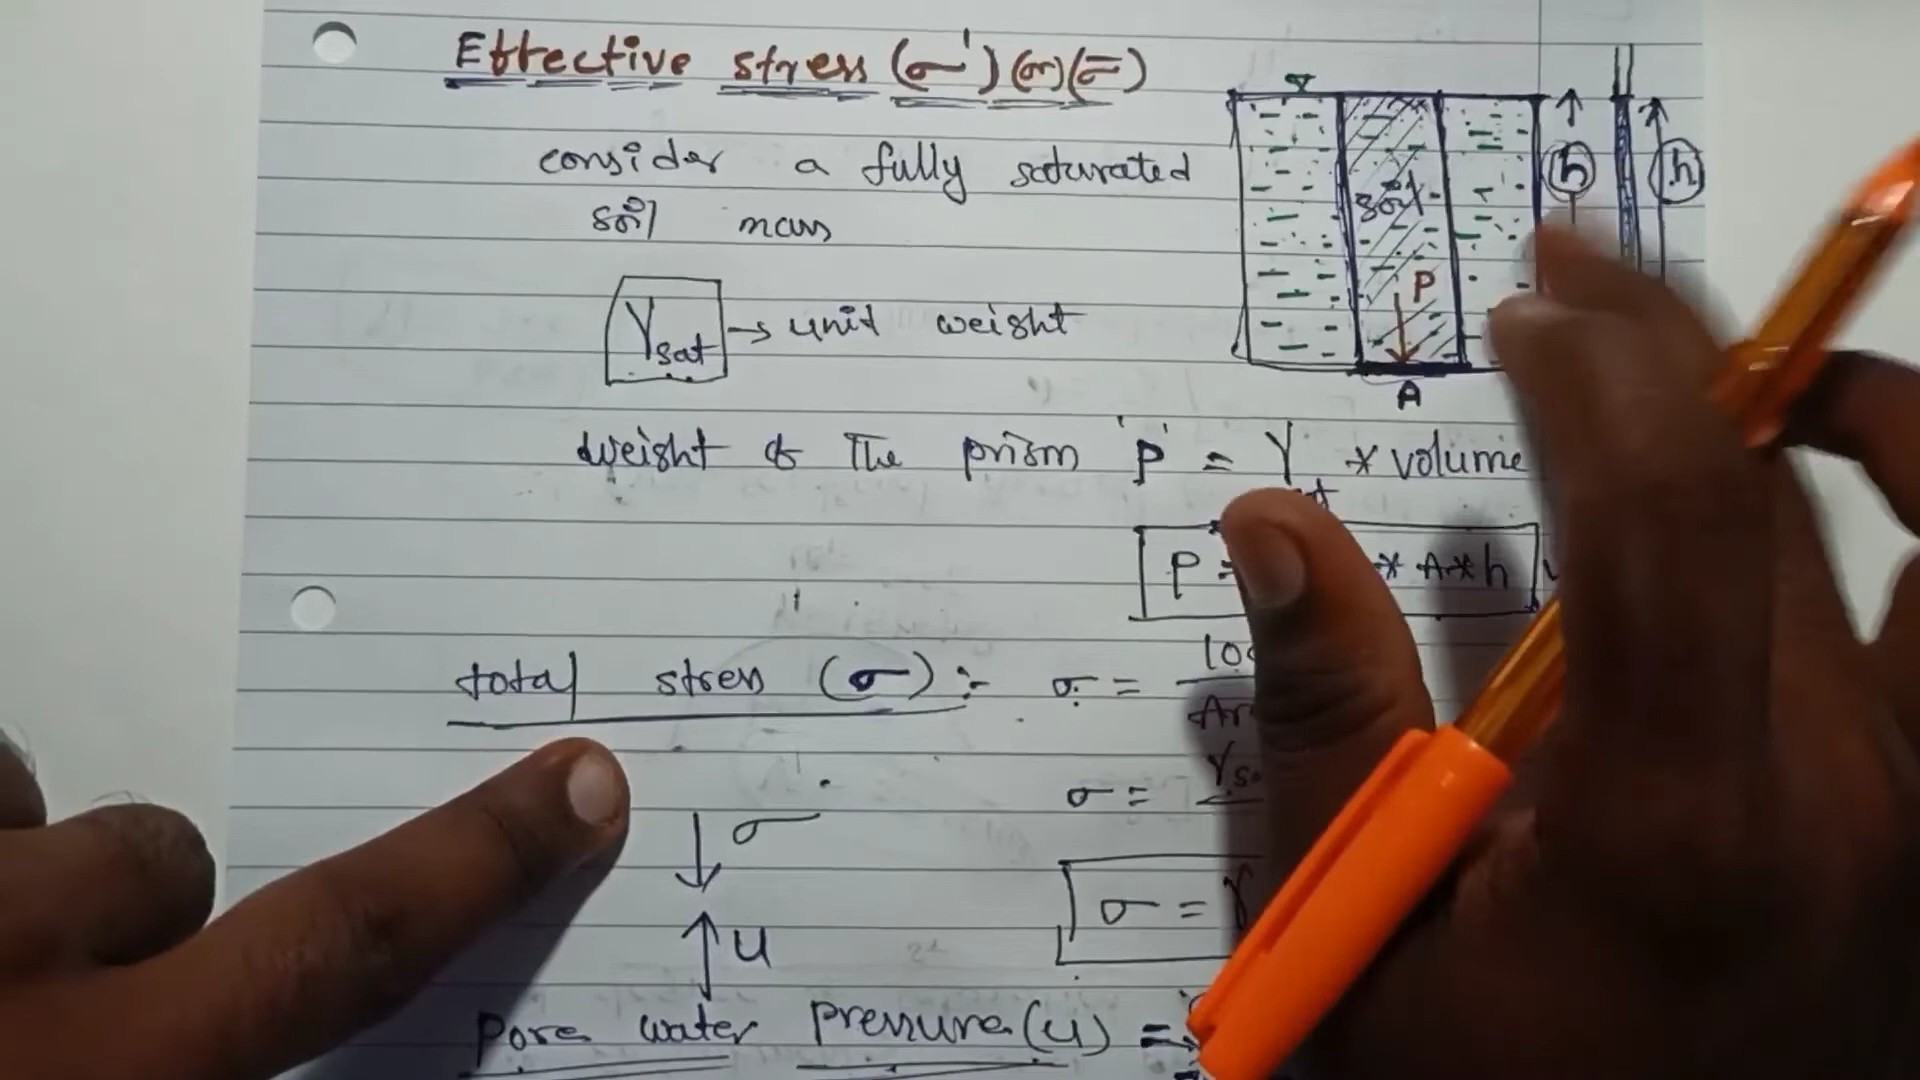 Effective stress (σ') (or) (σ̄)
consider a fully saturated
soil mass
γsat → unit weight
h
h
soil
P
A
weight of The prism 'P' = γ * volume
P = * A*h
total stress (σ) :- σ =
σ =
↓ σ
σ = γ
↑ u
Pore water pressure (u) =